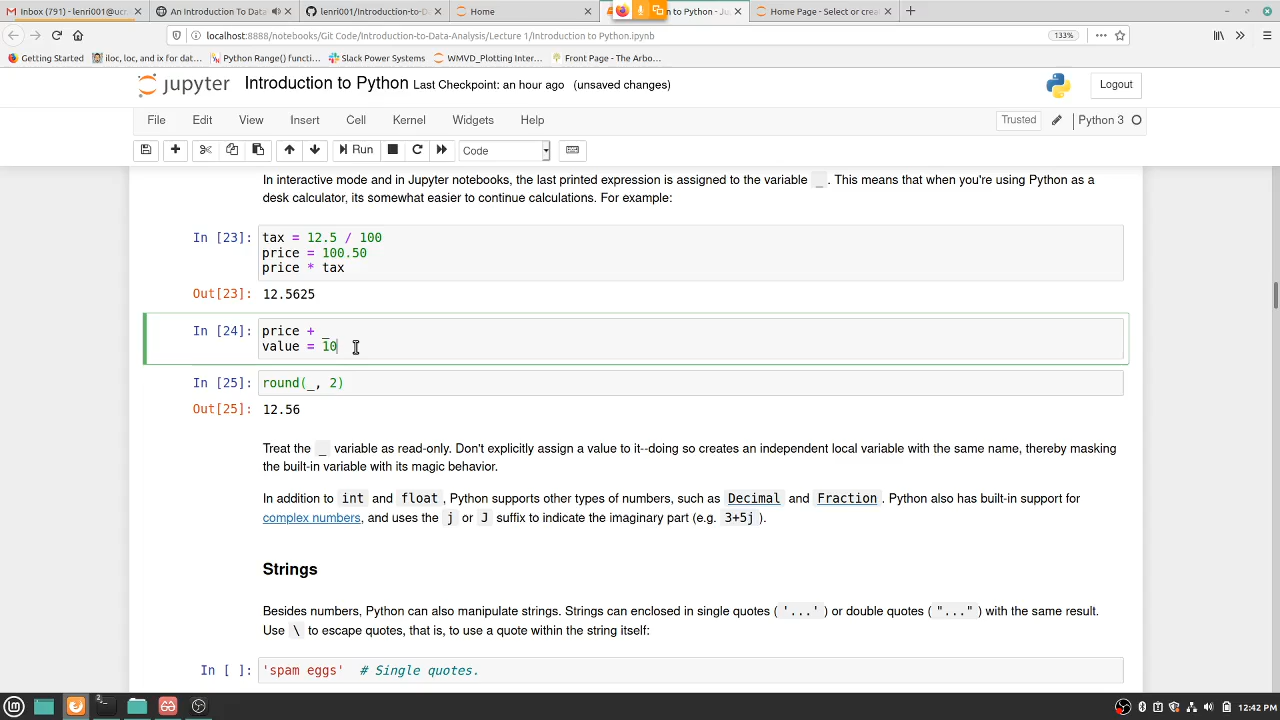 Inbox (791) - lenri001@ucr
An Introduction To Data
lenri001/Introduction-to-D
Home
n to Python - Ju
Home Page - Select or crea
localhost:8888/notebooks/Git Code/Introduction-to-Data-Analysis/Lecture 1/Introduction to Python.ipynb
133%
Getting Started
iloc, loc, and ix for dat...
Python Range() functi...
Slack Power Systems
WMVD_Plotting Inter...
Front Page - The Arbo...
jupyter Introduction to Python Last Checkpoint: an hour ago (unsaved changes)
Logout
File Edit View Insert Cell Kernel Widgets Help
Trusted
Python 3
Run
Code
In interactive mode and in Jupyter notebooks, the last printed expression is assigned to the variable _ . This means that when you're using Python as a
desk calculator, its somewhat easier to continue calculations. For example:
In [23]: tax = 12.5 / 100
price = 100.50
price * tax
Out[23]: 12.5625
In [24]: price + _
value = 10
In [25]: round(_, 2)
Out[25]: 12.56
Treat the _ variable as read-only. Don't explicitly assign a value to it--doing so creates an independent local variable with the same name, thereby masking
the built-in variable with its magic behavior.
In addition to int and float , Python supports other types of numbers, such as Decimal and Fraction . Python also has built-in support for
complex numbers, and uses the j or J suffix to indicate the imaginary part (e.g. 3+5j ).
Strings
Besides numbers, Python can also manipulate strings. Strings can enclosed in single quotes ( '...' ) or double quotes ( "..." ) with the same result.
Use \ to escape quotes, that is, to use a quote within the string itself:
In [ ]: 'spam eggs' # Single quotes.
12:42 PM